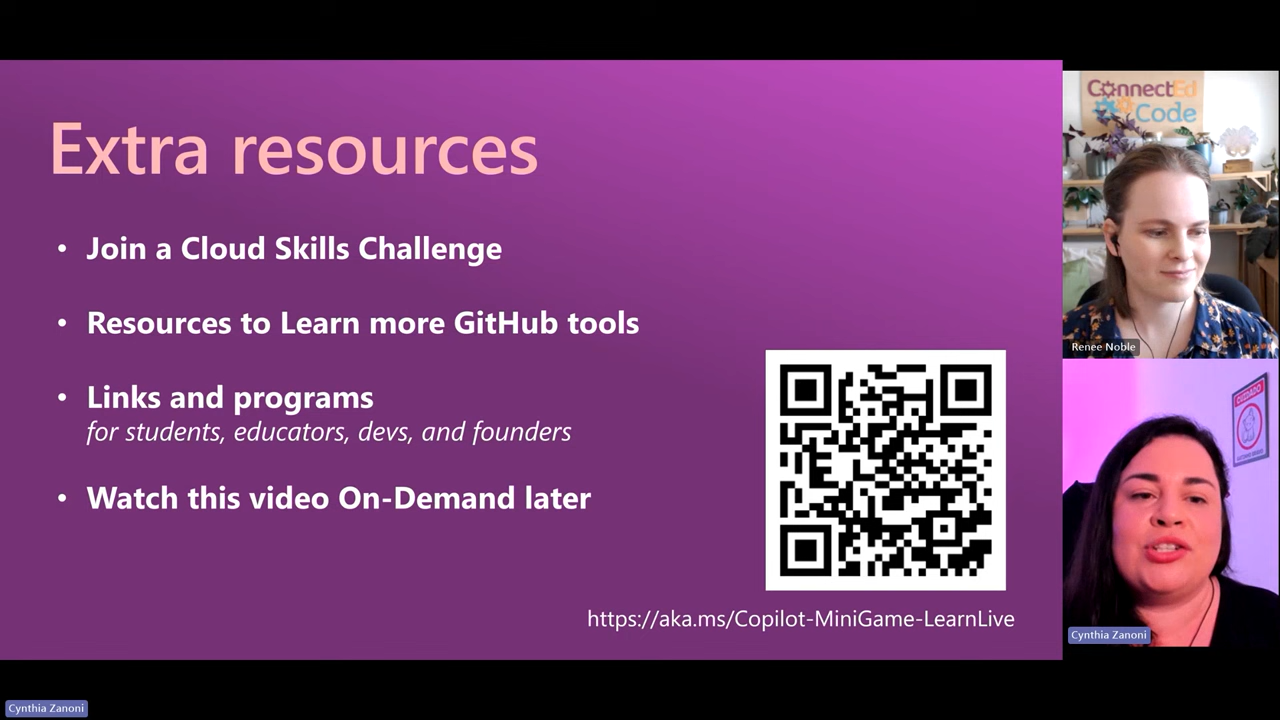 Extra resources
• Join a Cloud Skills Challenge
• Resources to Learn more GitHub tools
• Links and programs
for students, educators, devs, and founders
• Watch this video On-Demand later
https://aka.ms/Copilot-MiniGame-LearnLive
ConnectEd
Code
Renee Noble
Cynthia Zanoni
Cynthia Zanoni